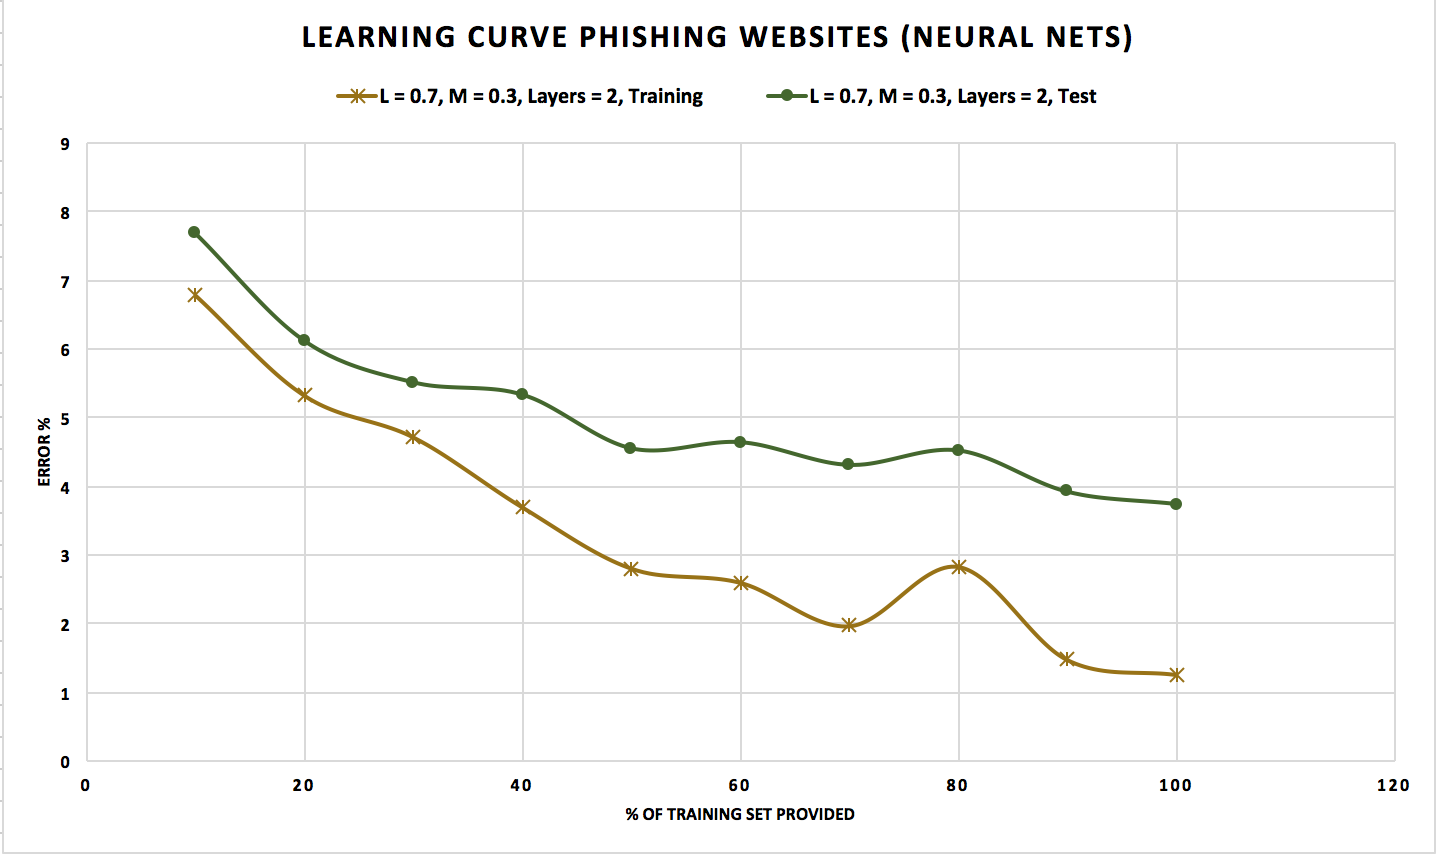 LEARNING CURVE PHISHING WEBSITES (NEURAL NETS)
L = 0.7, M = 0.3, Layers = 2, Training
L = 0.7, M = 0.3, Layers = 2, Test
9
8
7
6
5
4
3
2
1
0
ERROR %
0 20 40 60 80 100 120
% OF TRAINING SET PROVIDED